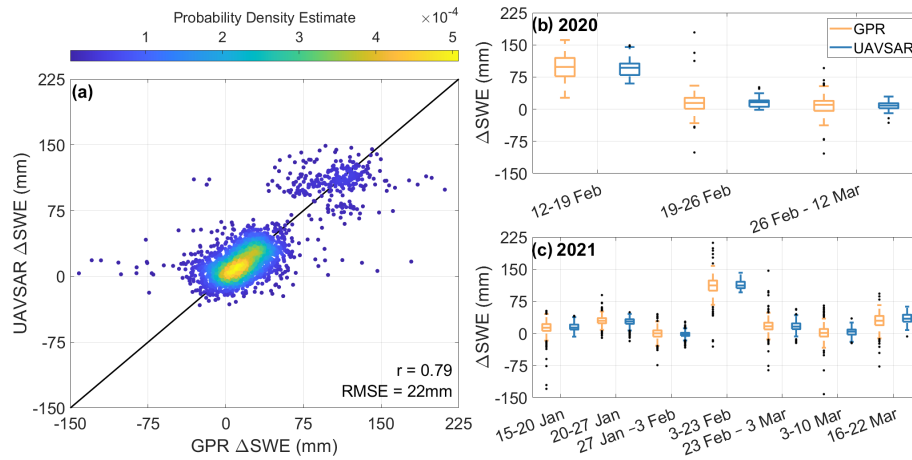 Probability Density Estimate
×10⁻⁴
1 2 3 4 5
(a)
225
150
75
0
-75
-150
UAVSAR ΔSWE (mm)
r = 0.79
RMSE = 22mm
-150 -75 0 75 150 225
GPR ΔSWE (mm)
(b) 2020
GPR
UAVSAR
225
150
75
0
-75
-150
ΔSWE (mm)
12-19 Feb
19-26 Feb
26 Feb - 12 Mar
(c) 2021
225
150
75
0
-75
-150
ΔSWE (mm)
15-20 Jan
20-27 Jan
27 Jan –3 Feb
3-23 Feb
23 Feb – 3 Mar
3-10 Mar
16-22 Mar